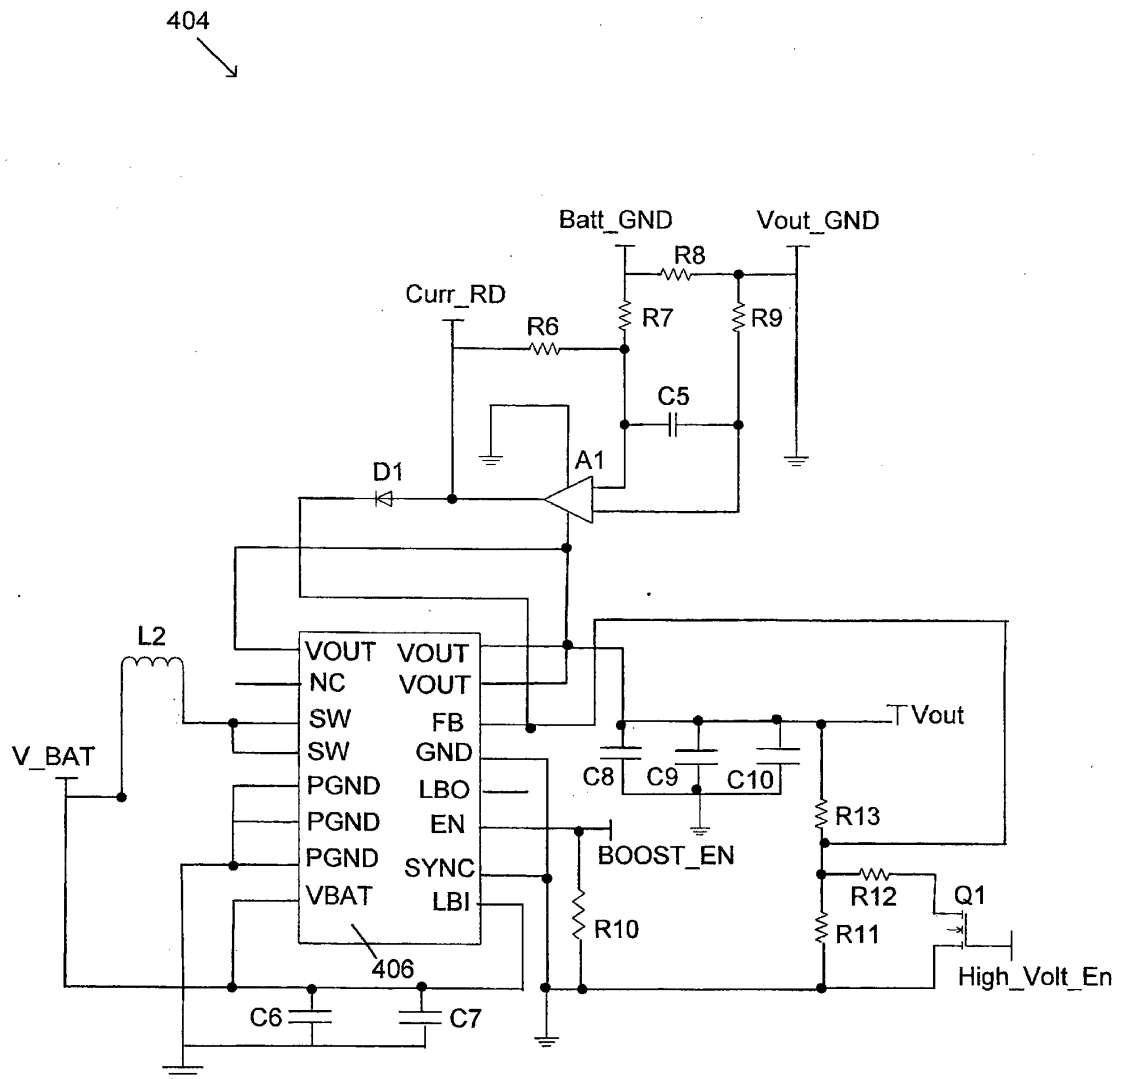 404
Batt_GND
Vout_GND
R8
Curr_RD
R7
R9
R6
C5
A1
D1
L2
VOUT
VOUT
NC
VOUT
SW
FB
Vout
V_BAT
SW
GND
C8
C9
C10
PGND
LBO
PGND
EN
R13
BOOST_EN
PGND
SYNC
R12
Q1
VBAT
LBI
R10
R11
406
High_Volt_En
C6
C7